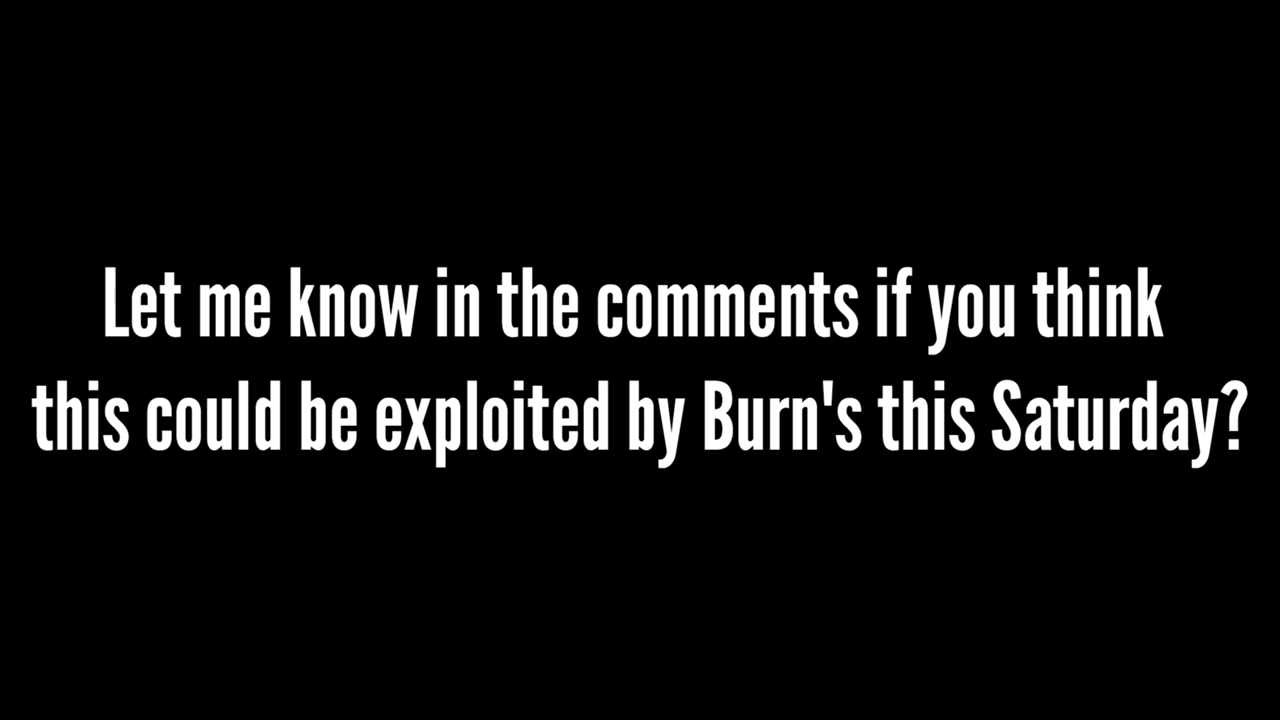 Let me know in the comments if you think
this could be exploited by Burn's this Saturday?